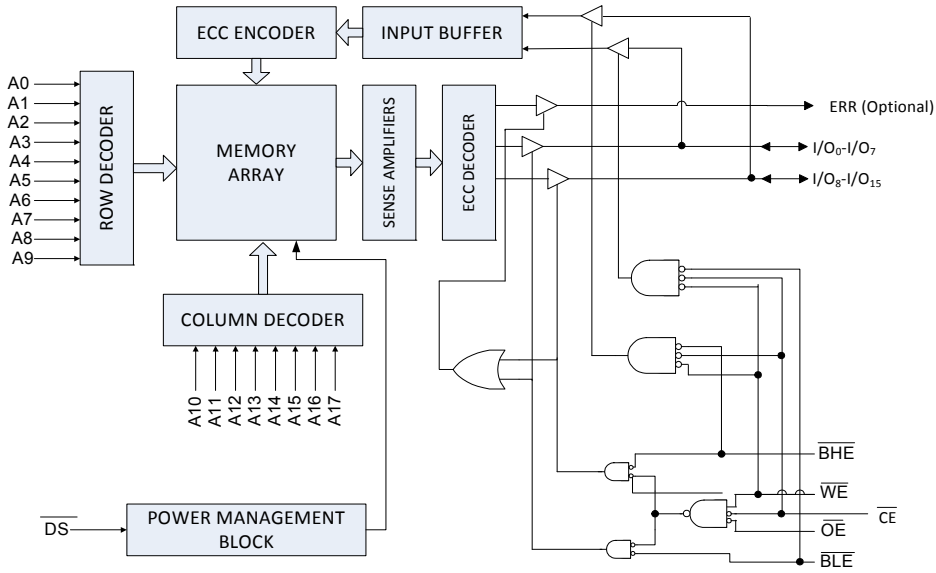 ECC ENCODER
INPUT BUFFER
A0
A1
A2
A3
A4
A5
A6
A7
A8
A9
ROW DECODER
MEMORY
ARRAY
SENSE AMPLIFIERS
ECC DECODER
ERR (Optional)
I/O0-I/O7
I/O8-I/O15
COLUMN DECODER
A10
A11
A12
A13
A14
A15
A16
A17
DS
POWER MANAGEMENT
BLOCK
BHE
WE
CE
OE
BLE